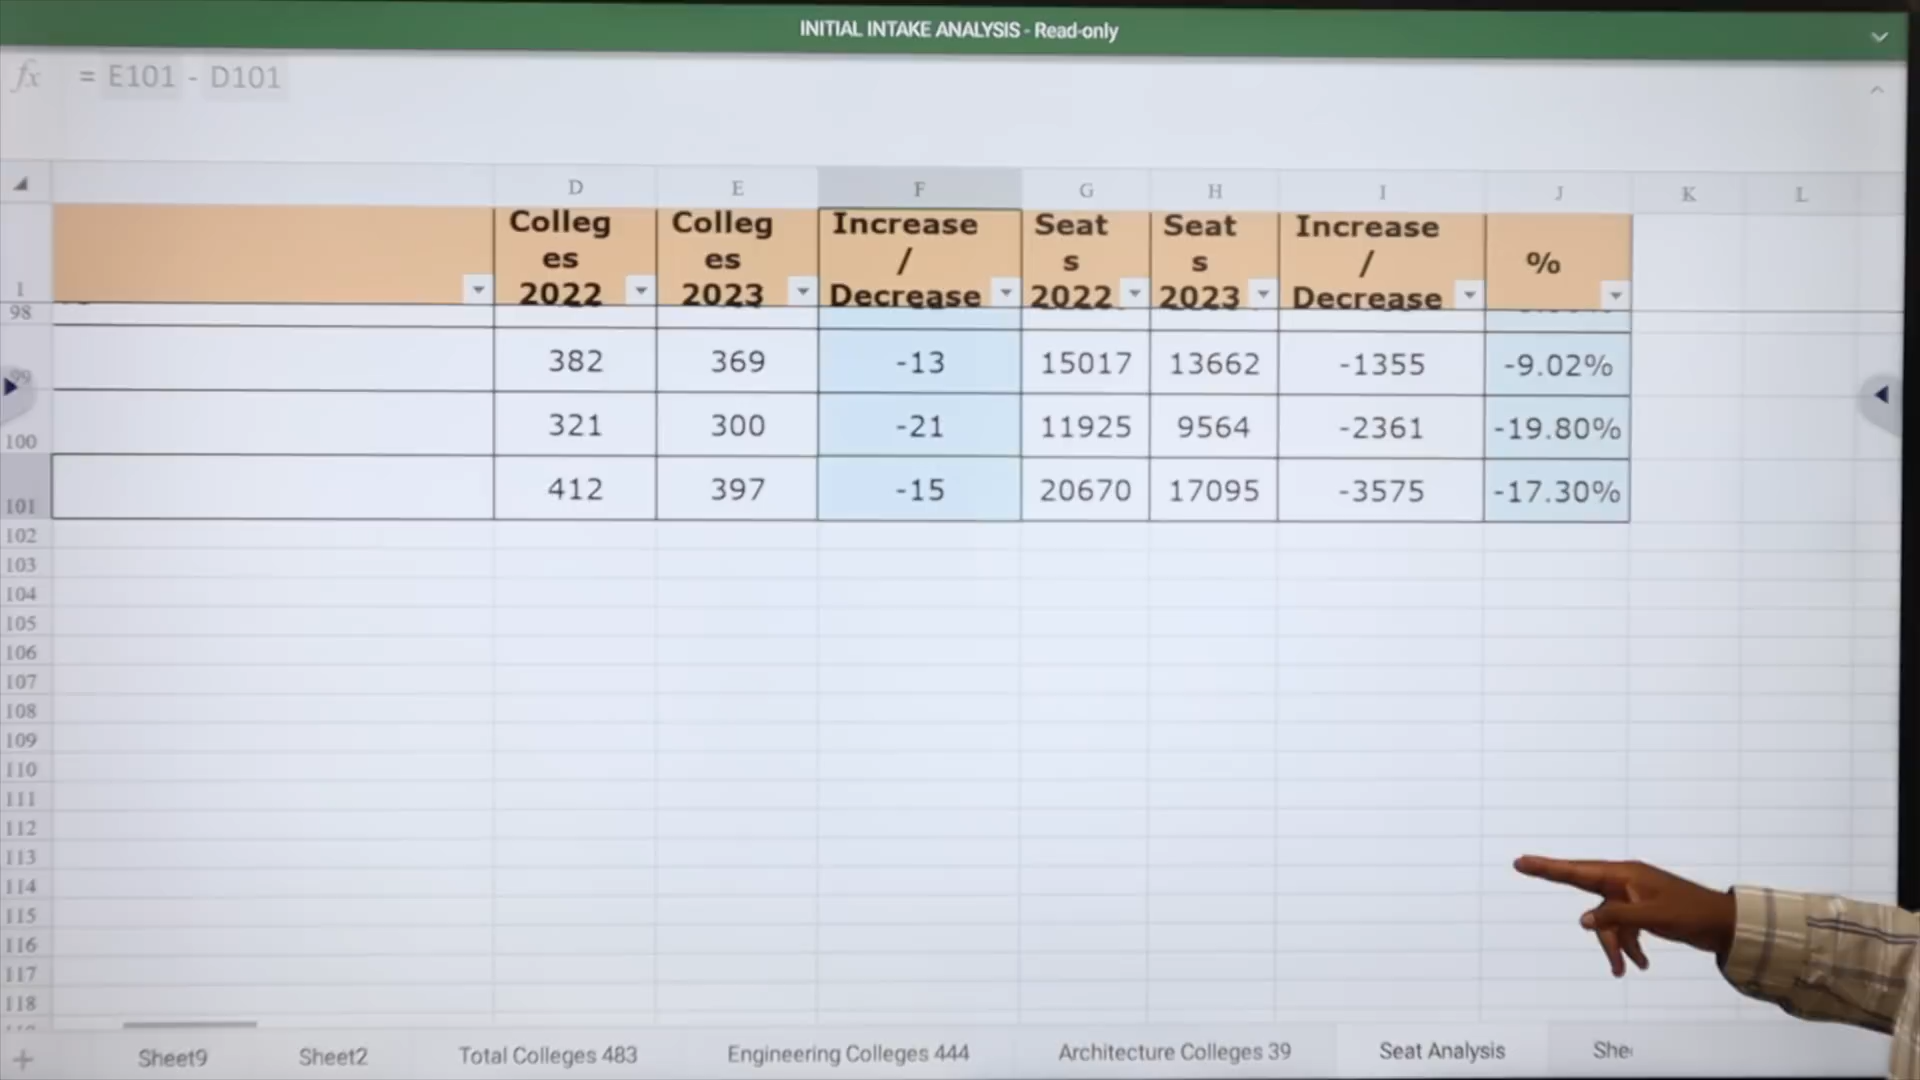 INITIAL INTAKE ANALYSIS - Read-only
fx = E101 - D101
D E F G H I J K L
1 Colleg es 2022 Colleg es 2023 Increase / Decrease Seat s 2022 Seat s 2023 Increase / Decrease %
98
99 382 369 -13 15017 13662 -1355 -9.02%
100 321 300 -21 11925 9564 -2361 -19.80%
101 412 397 -15 20670 17095 -3575 -17.30%
102
103
104
105
106
107
108
109
110
111
112
113
114
115
116
117
118
+ Sheet9 Sheet2 Total Colleges 483 Engineering Colleges 444 Architecture Colleges 39 Seat Analysis She